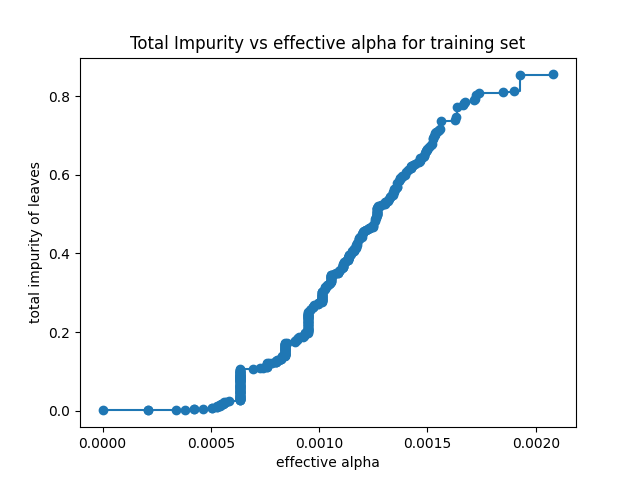 Total Impurity vs effective alpha for training set
total impurity of leaves
0.8
0.6
0.4
0.2
0.0
0.0000 0.0005 0.0010 0.0015 0.0020
effective alpha